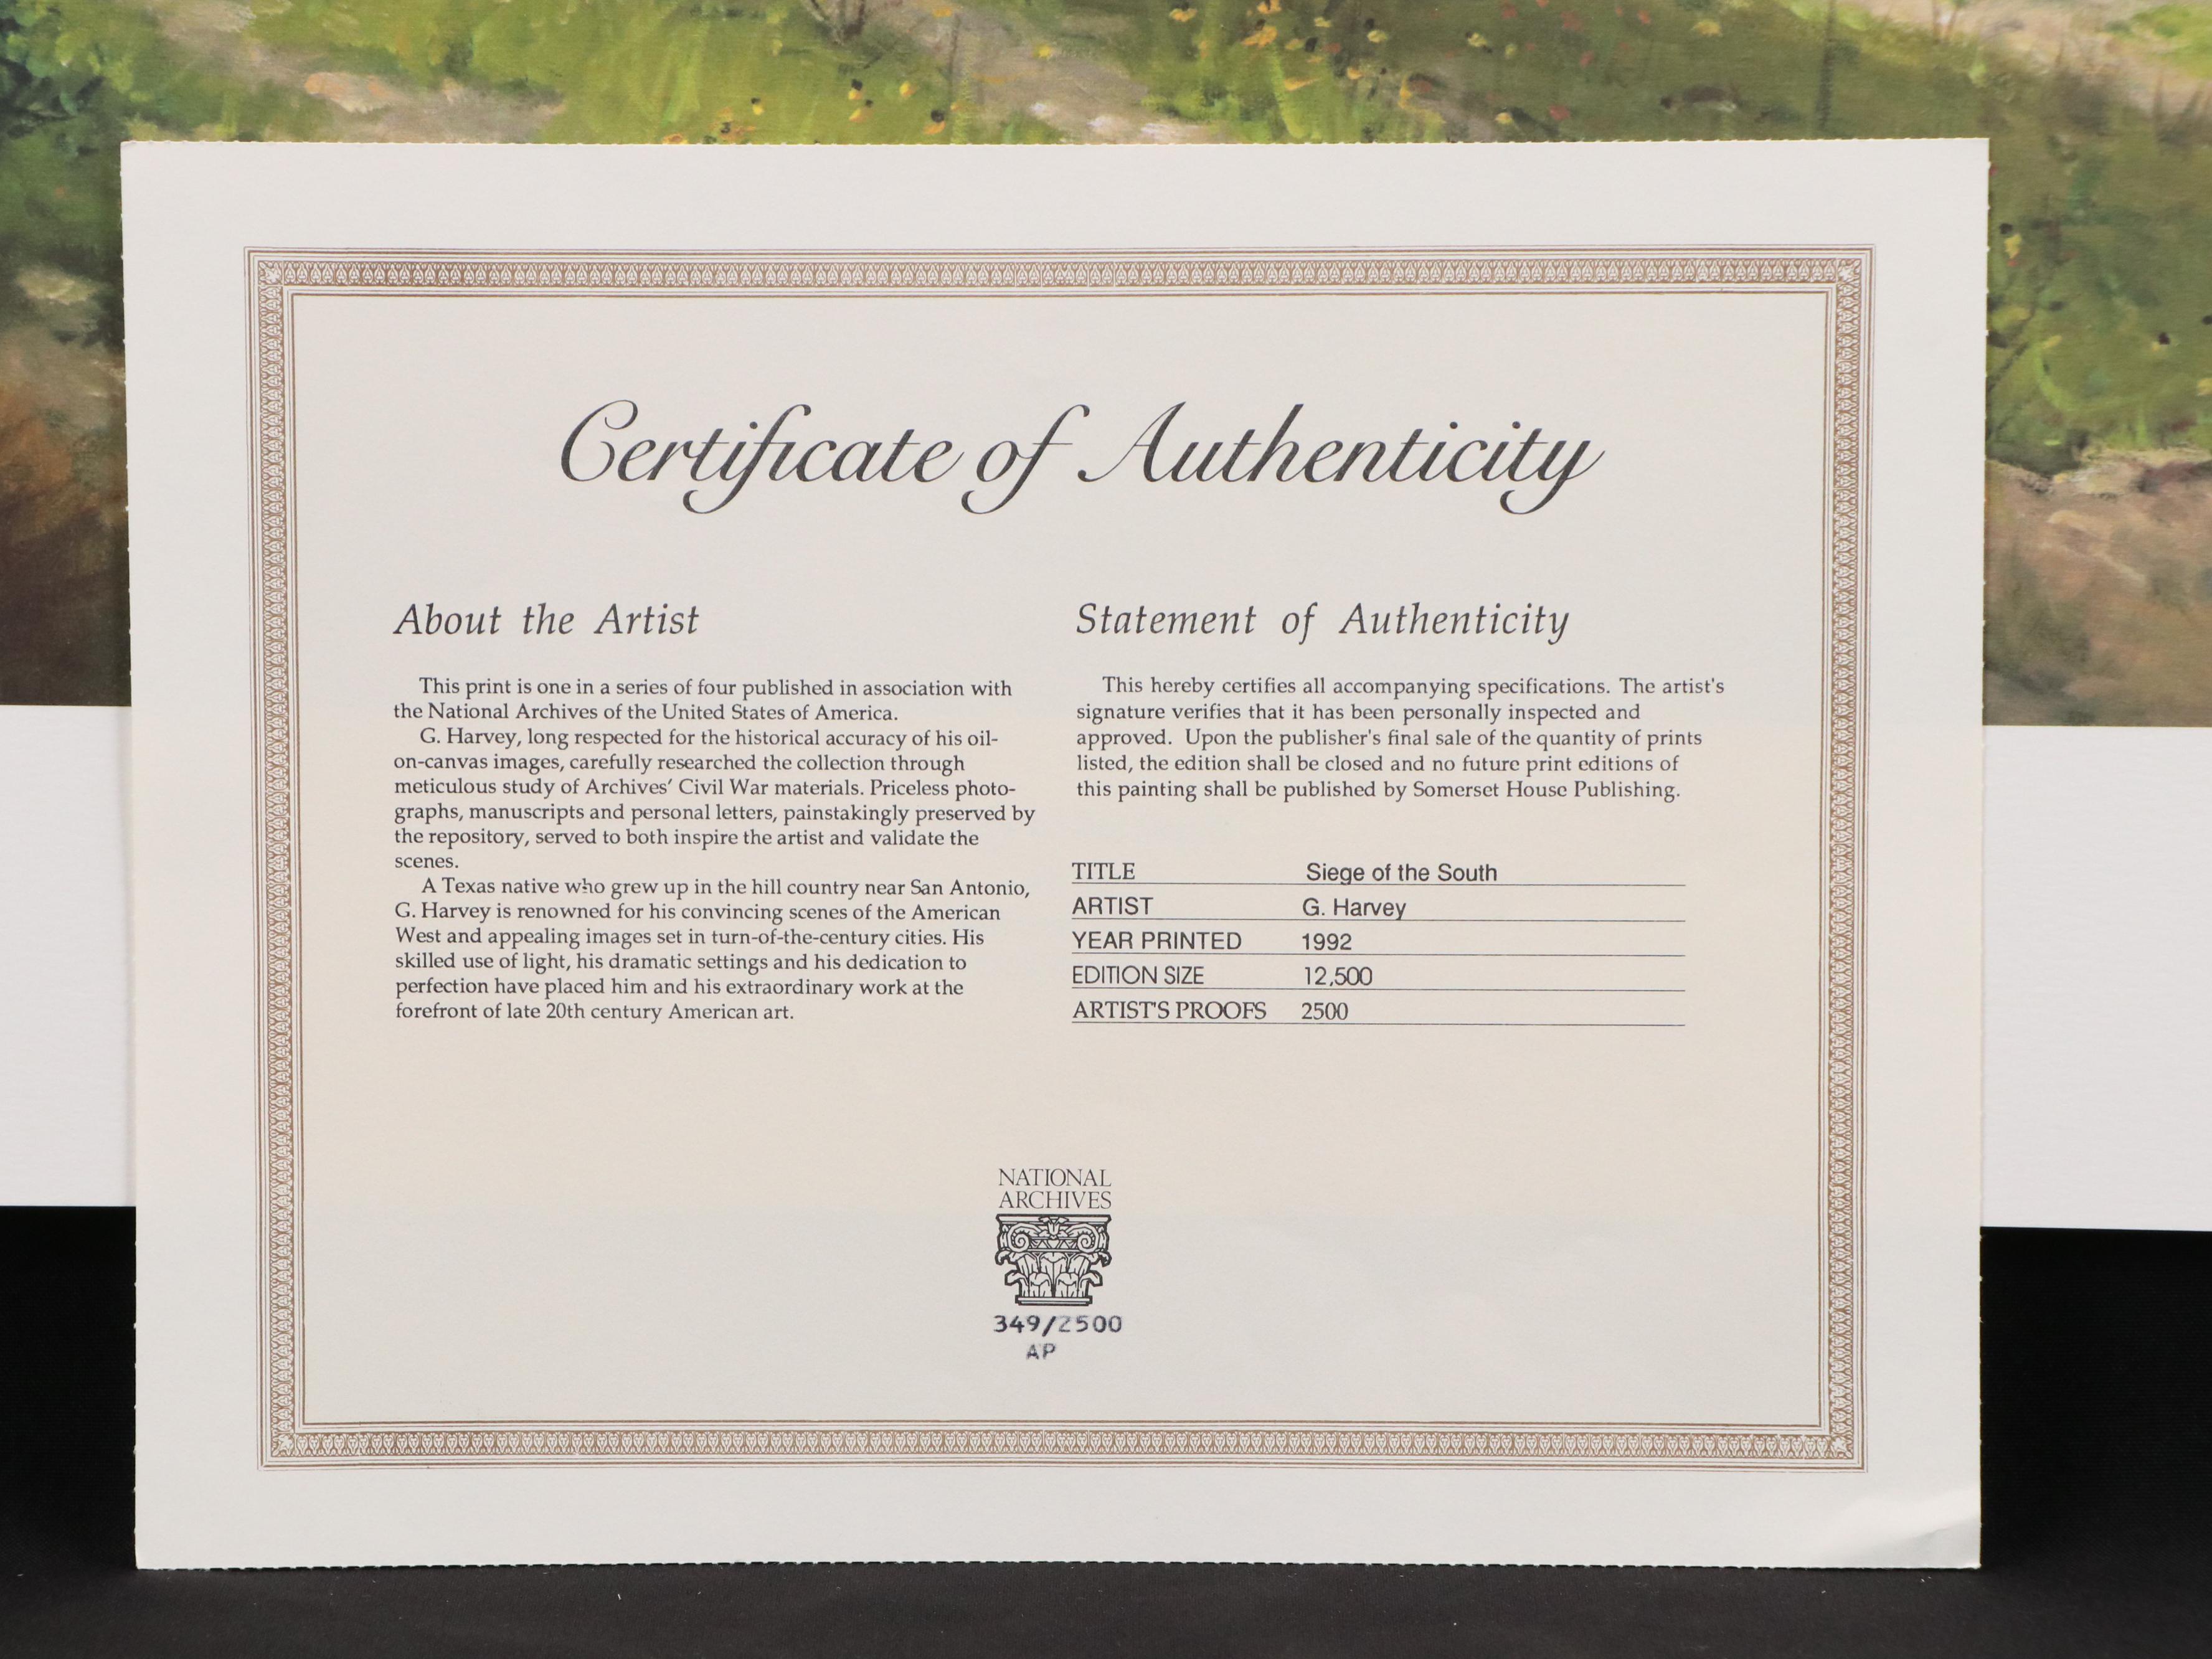 Certificate of Authenticity
About the Artist
This print is one in a series of four published in association with
the National Archives of the United States of America.
G. Harvey, long respected for the historical accuracy of his oil-
on-canvas images, carefully researched the collection through
meticulous study of Archives' Civil War materials. Priceless photo-
graphs, manuscripts and personal letters, painstakingly preserved by
the repository, served to both inspire the artist and validate the
scenes.
A Texas native who grew up in the hill country near San Antonio,
G. Harvey is renowned for his convincing scenes of the American
West and appealing images set in turn-of-the-century cities. His
skilled use of light, his dramatic settings and his dedication to
perfection have placed him and his extraordinary work at the
forefront of late 20th century American art.
Statement of Authenticity
This hereby certifies all accompanying specifications. The artist's
signature verifies that it has been personally inspected and
approved. Upon the publisher's final sale of the quantity of prints
listed, the edition shall be closed and no future print editions of
this painting shall be published by Somerset House Publishing.
TITLE Siege of the South
ARTIST G. Harvey
YEAR PRINTED 1992
EDITION SIZE 12,500
ARTIST'S PROOFS 2500
NATIONAL
ARCHIVES
349/2500
AP